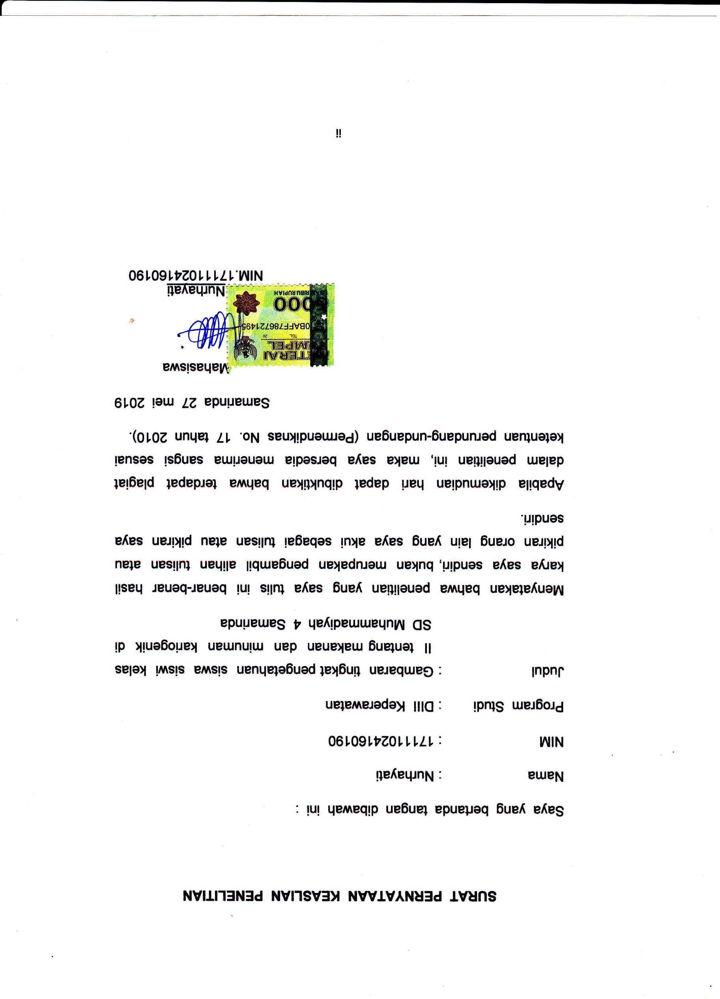 SURAT PERNYATAAN KEASLIAN PENELITIAN
Saya yang bertanda tangan dibawah ini :
Nama : Nurhayati
NIM : 17111024160190
Program Studi : DIII Keperawatan
Judul : Gambaran tingkat pengetahuan siswa siswi kelas
II tentang makanan dan minuman kariogenik di
SD Muhammadiyah 4 Samarinda
Menyatakan bahwa penelitian yang saya tulis ini benar-benar hasil
karya saya sendiri, bukan merupakan pengambil alihan tulisan atau
pikiran orang lain yang saya akui sebagai tulisan atau pikiran saya
sendiri.
Apabila dikemudian hari dapat dibuktikan bahwa terdapat plagiat
dalam penelitian ini, maka saya bersedia menerima sangsi sesuai
ketentuan perundang-undangan (Permendiknas No. 17 tahun 2010).
Samarinda 27 mei 2019
Mahasiswa
METERAI
TEMPEL
TGL 20
0BAFF786721495
6000
ENAM RIBU RUPIAH
Nurhayati
NIM.17111024160190
ii